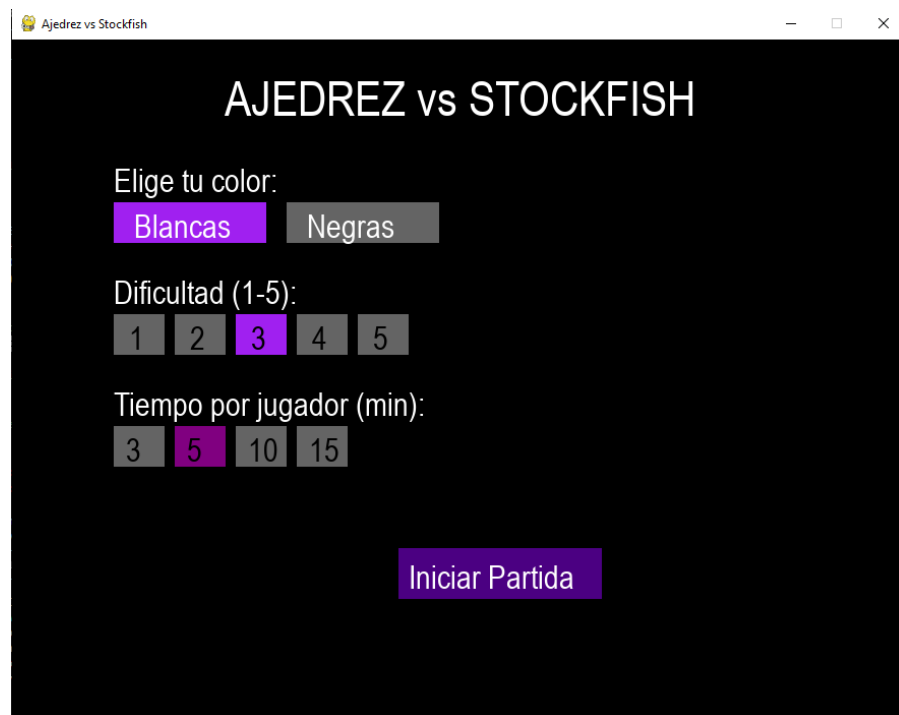 Ajedrez vs Stockfish
AJEDREZ vs STOCKFISH
Elige tu color:
Blancas Negras
Dificultad (1-5):
1 2 3 4 5
Tiempo por jugador (min):
3 5 10 15
Iniciar Partida